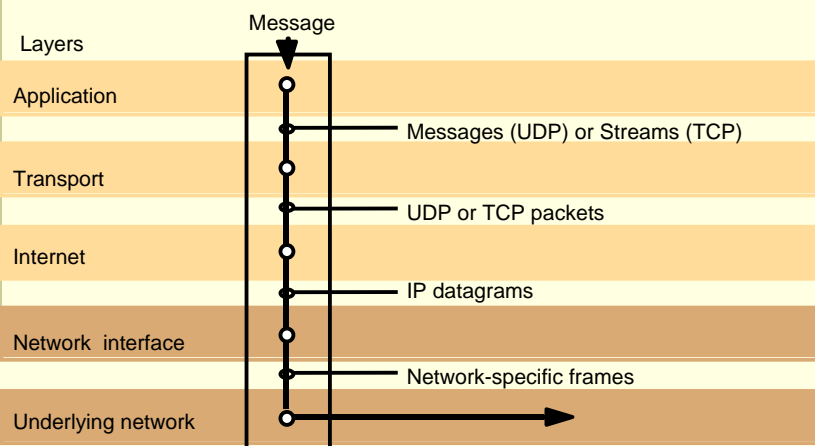 Message
Layers
Application
Messages (UDP) or Streams (TCP)
Transport
UDP or TCP packets
Internet
IP datagrams
Network interface
Network-specific frames
Underlying network